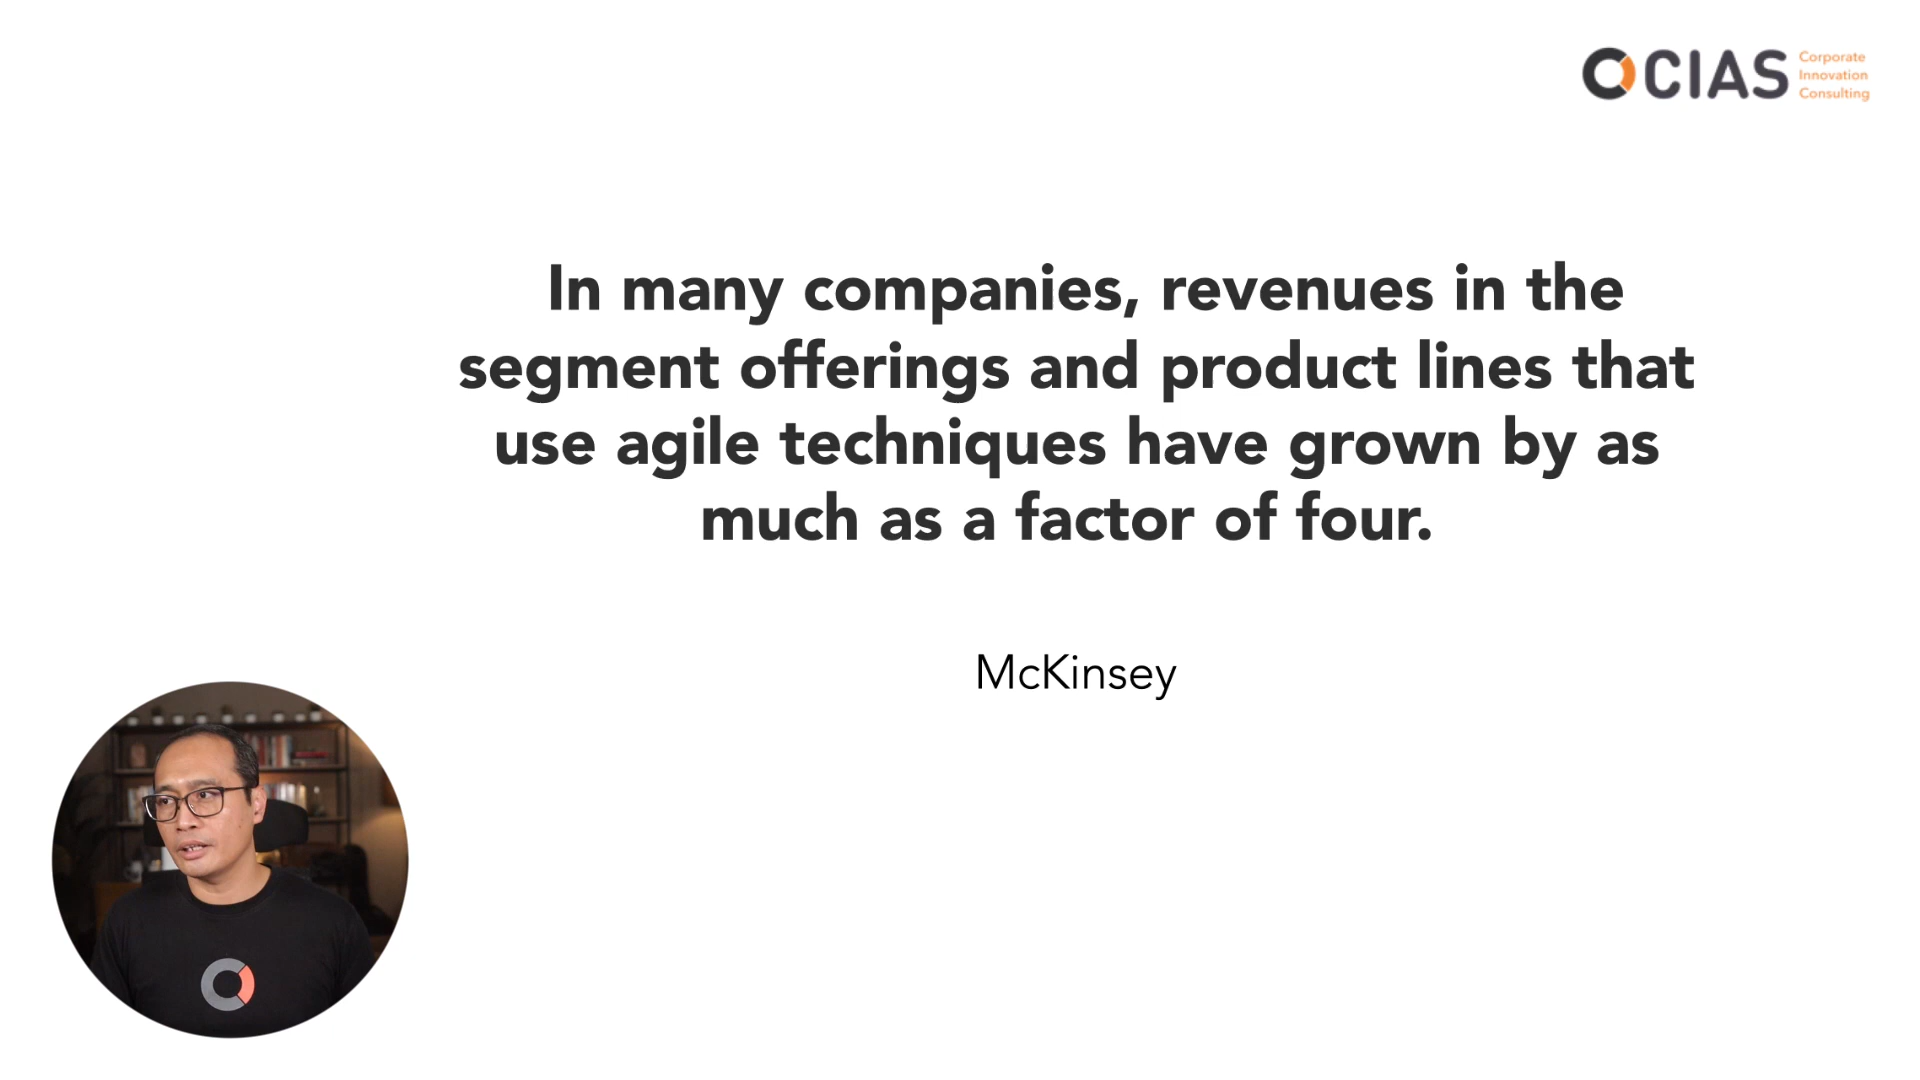 CIAS
Corporate
Innovation
Consulting
In many companies, revenues in the
segment offerings and product lines that
use agile techniques have grown by as
much as a factor of four.
McKinsey